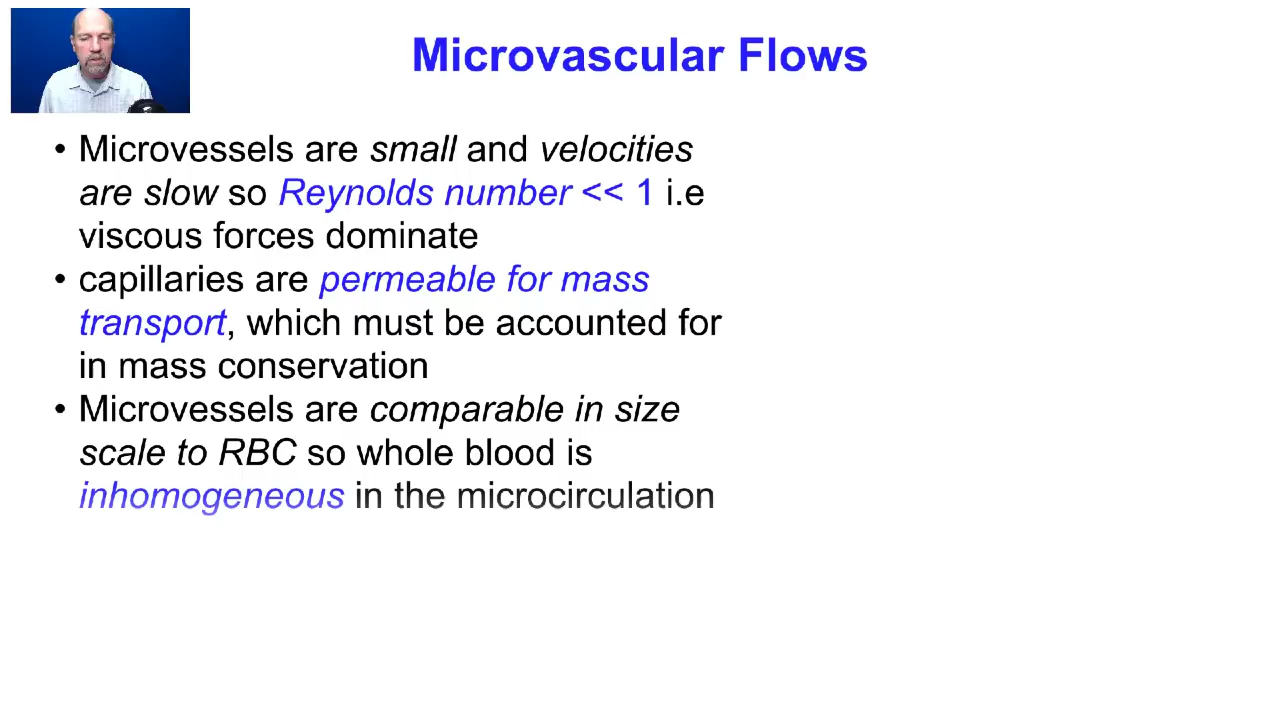 Microvascular Flows
• Microvessels are small and velocities
are slow so Reynolds number << 1 i.e
viscous forces dominate
• capillaries are permeable for mass
transport, which must be accounted for
in mass conservation
• Microvessels are comparable in size
scale to RBC so whole blood is
inhomogeneous in the microcirculation